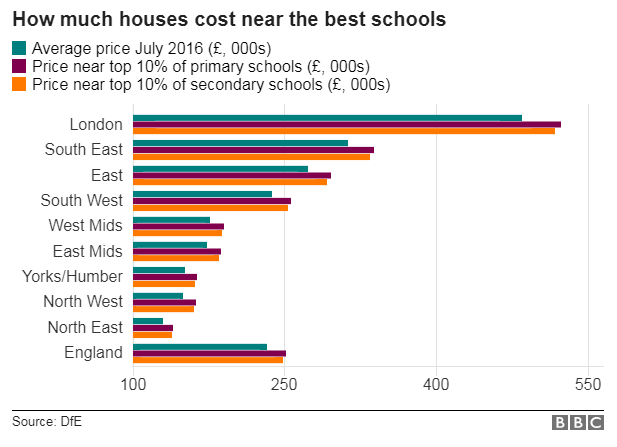 How much houses cost near the best schools
Average price July 2016 (£, 000s)
Price near top 10% of primary schools (£, 000s)
Price near top 10% of secondary schools (£, 000s)
London
South East
East
South West
West Mids
East Mids
Yorks/Humber
North West
North East
England
100 250 400 550
Source: DfE BBC